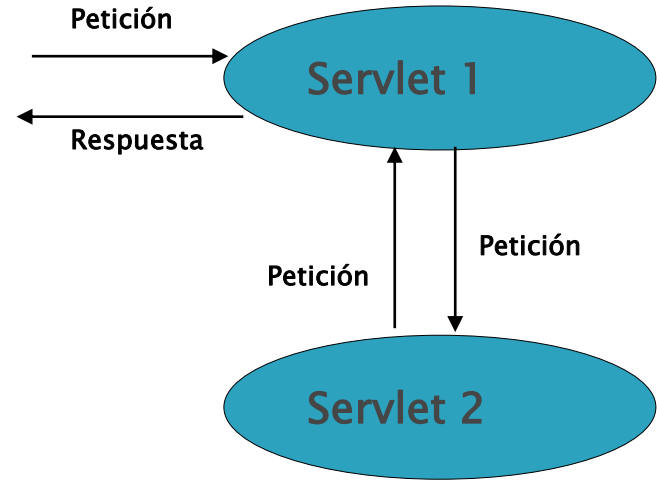 Petición
Servlet 1
Respuesta
Petición
Petición
Servlet 2